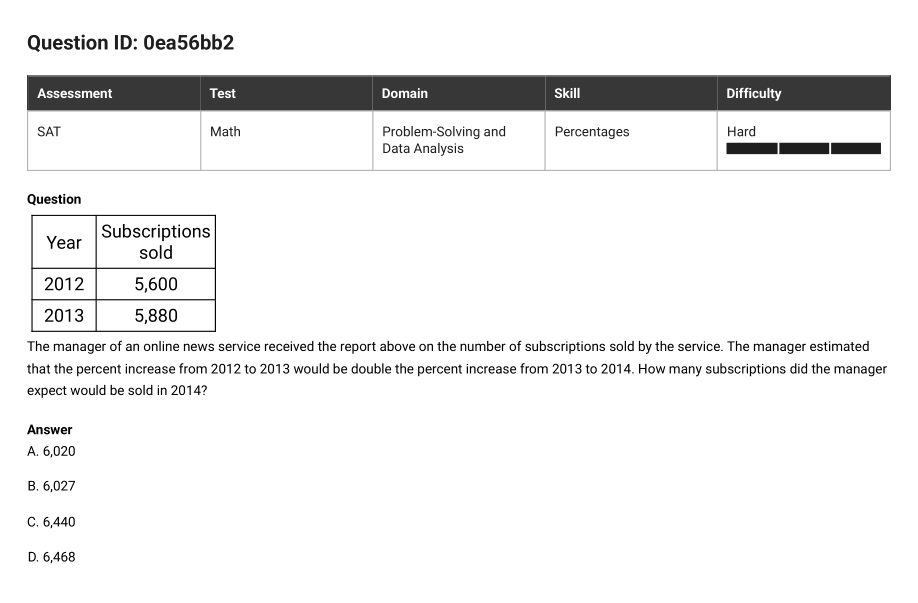 Question ID: 0ea56bb2
Assessment Test Domain Skill Difficulty
SAT Math Problem-Solving and Data Analysis Percentages Hard
Question
Year Subscriptions sold
2012 5,600
2013 5,880
The manager of an online news service received the report above on the number of subscriptions sold by the service. The manager estimated
that the percent increase from 2012 to 2013 would be double the percent increase from 2013 to 2014. How many subscriptions did the manager
expect would be sold in 2014?
Answer
A. 6,020
B. 6,027
C. 6,440
D. 6,468